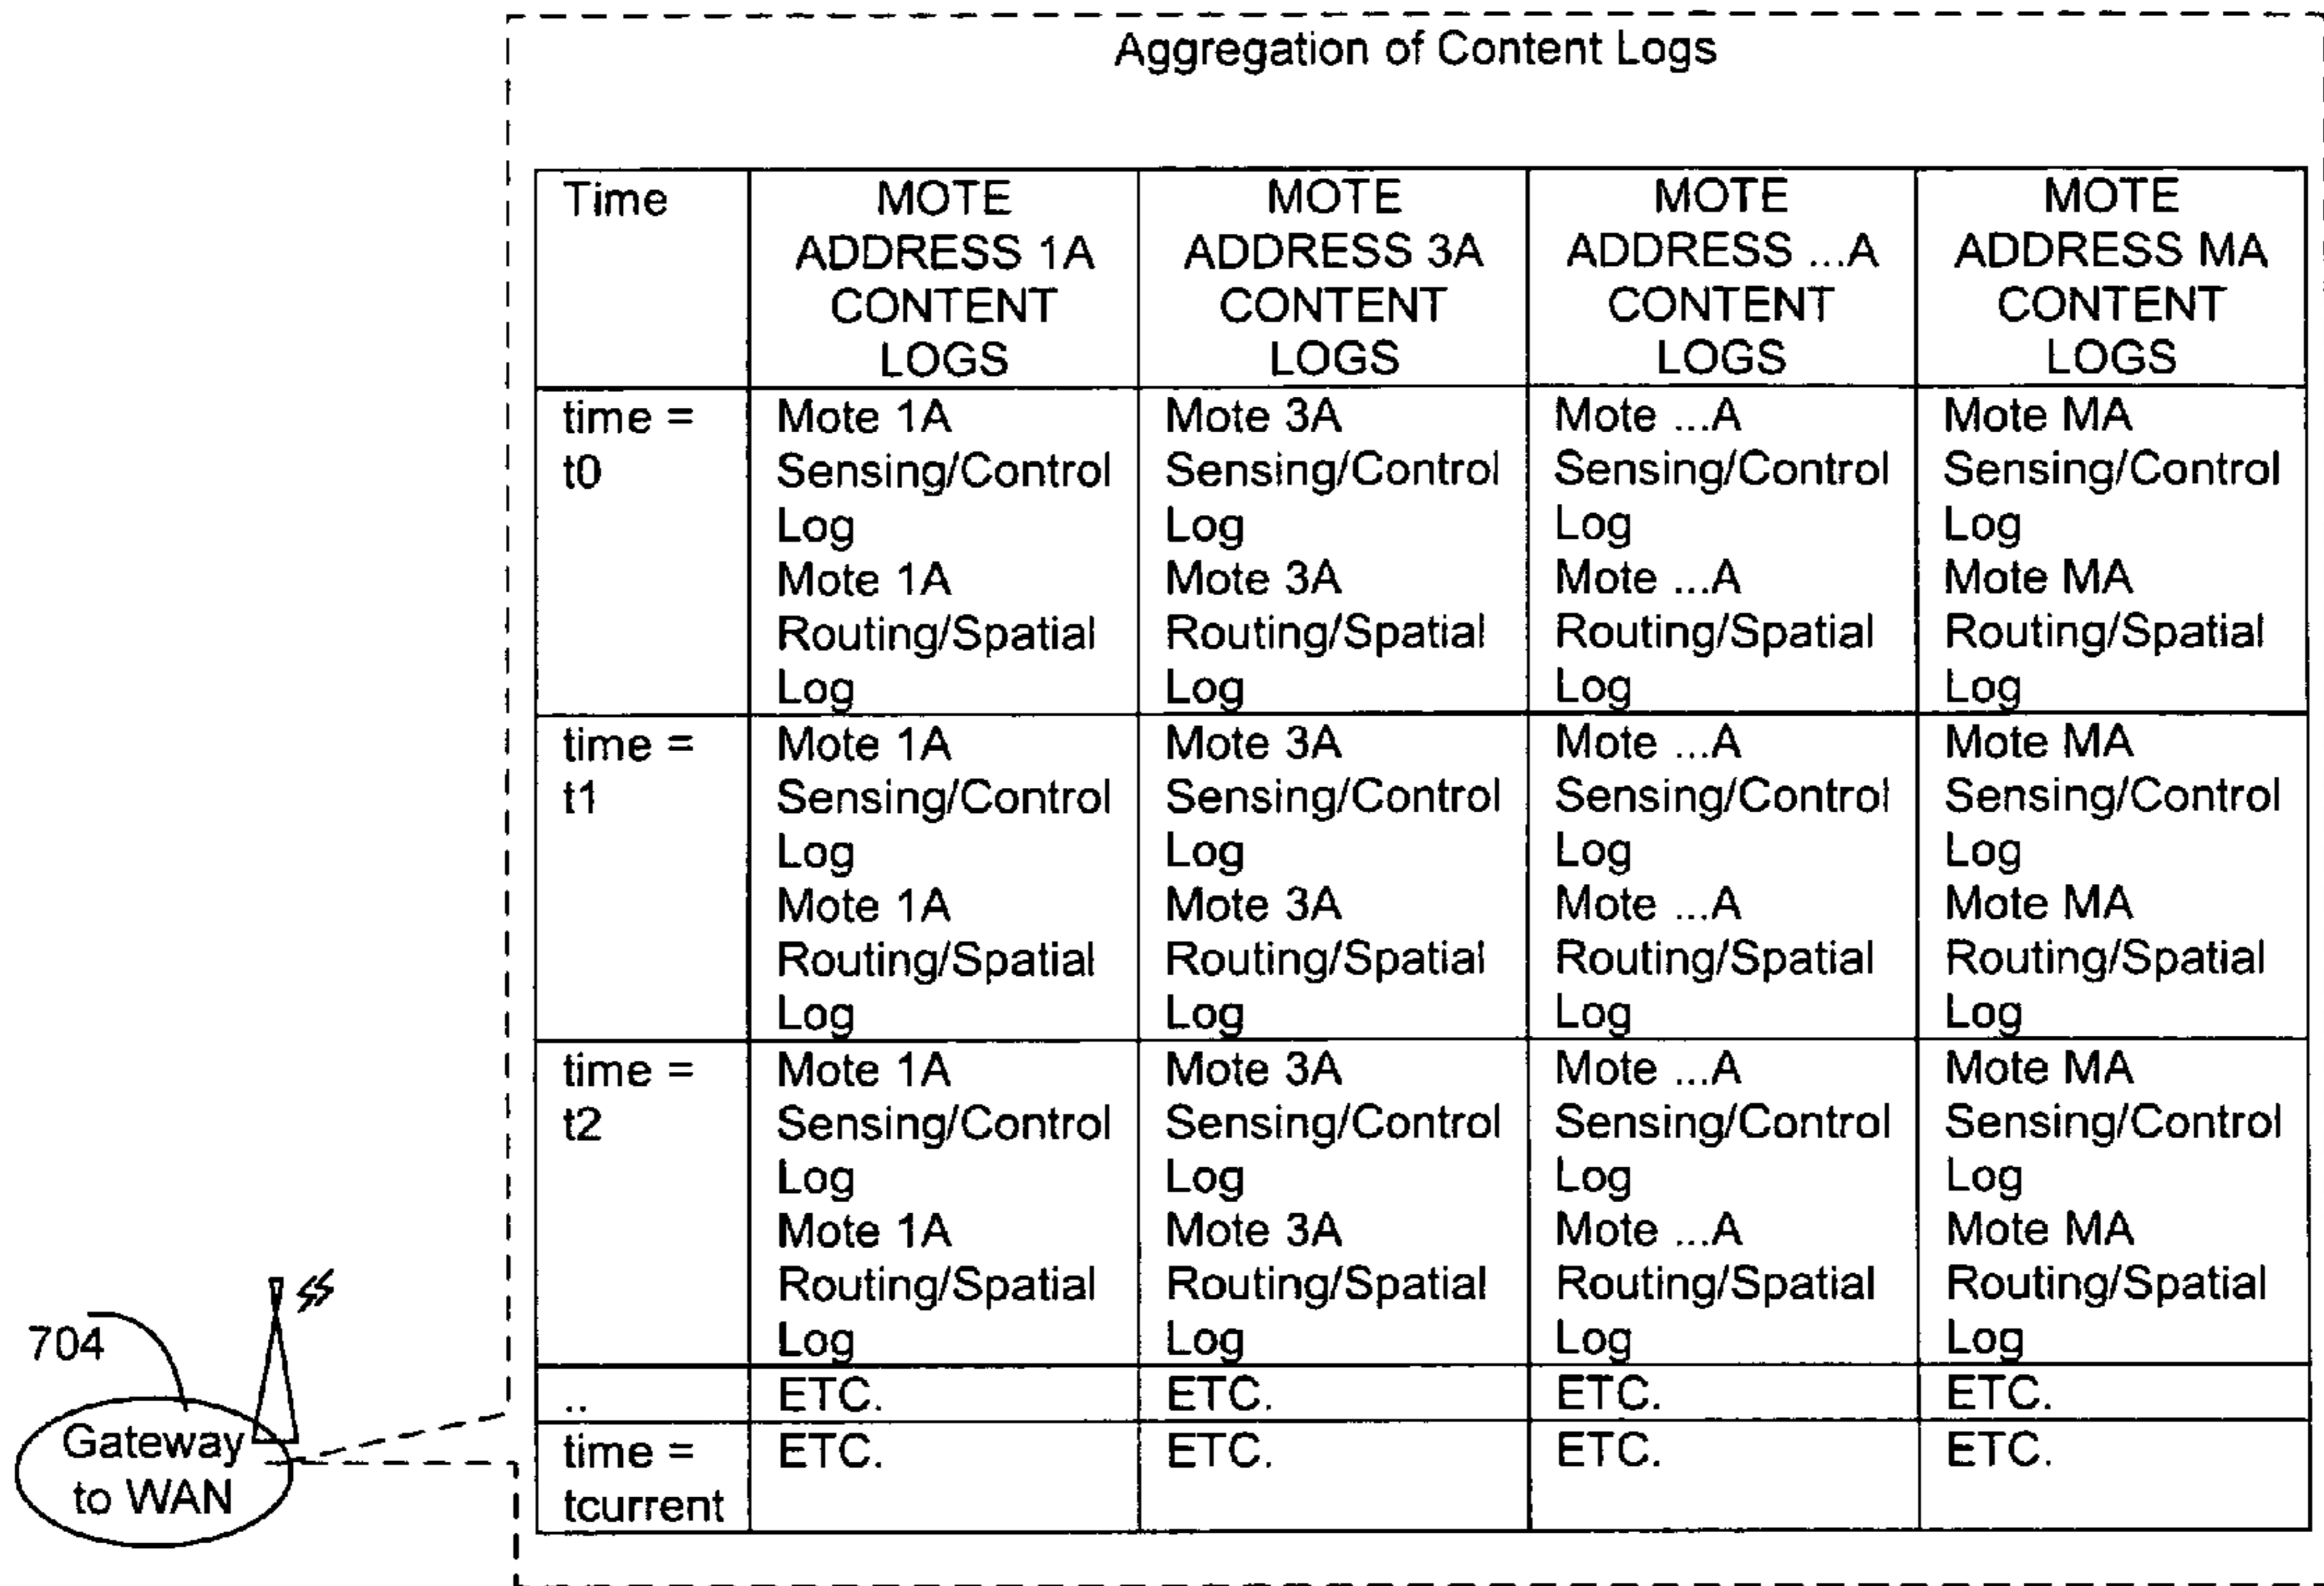 Aggregation of Content Logs
Time
MOTE
ADDRESS 1A
CONTENT
LOGS
MOTE
ADDRESS 3A
CONTENT
LOGS
MOTE
ADDRESS ...A
CONTENT
LOGS
MOTE
ADDRESS MA
CONTENT
LOGS
time =
t0
Mote 1A
Sensing/Control
Log
Mote 1A
Routing/Spatial
Log
Mote 3A
Sensing/Control
Log
Mote 3A
Routing/Spatial
Log
Mote ...A
Sensing/Control
Log
Mote ...A
Routing/Spatial
Log
Mote MA
Sensing/Control
Log
Mote MA
Routing/Spatial
Log
time =
t1
Mote 1A
Sensing/Control
Log
Mote 1A
Routing/Spatial
Log
Mote 3A
Sensing/Control
Log
Mote 3A
Routing/Spatial
Log
Mote ...A
Sensing/Control
Log
Mote ...A
Routing/Spatial
Log
Mote MA
Sensing/Control
Log
Mote MA
Routing/Spatial
Log
time =
t2
Mote 1A
Sensing/Control
Log
Mote 1A
Routing/Spatial
Log
Mote 3A
Sensing/Control
Log
Mote 3A
Routing/Spatial
Log
Mote ...A
Sensing/Control
Log
Mote ...A
Routing/Spatial
Log
Mote MA
Sensing/Control
Log
Mote MA
Routing/Spatial
Log
..
ETC.
ETC.
ETC.
ETC.
time =
tcurrent
ETC.
ETC.
ETC.
ETC.
704
Gateway
to WAN